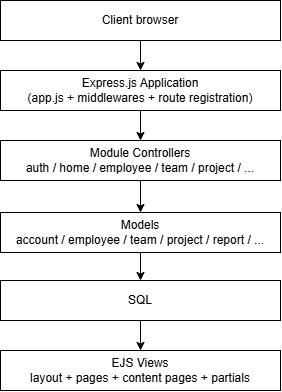 Client browser
Express.js Application
(app.js + middlewares + route registration)
Module Controllers
auth / home / employee / team / project / ...
Models
account / employee / team / project / report / ...
SQL
EJS Views
layout + pages + content pages + partials